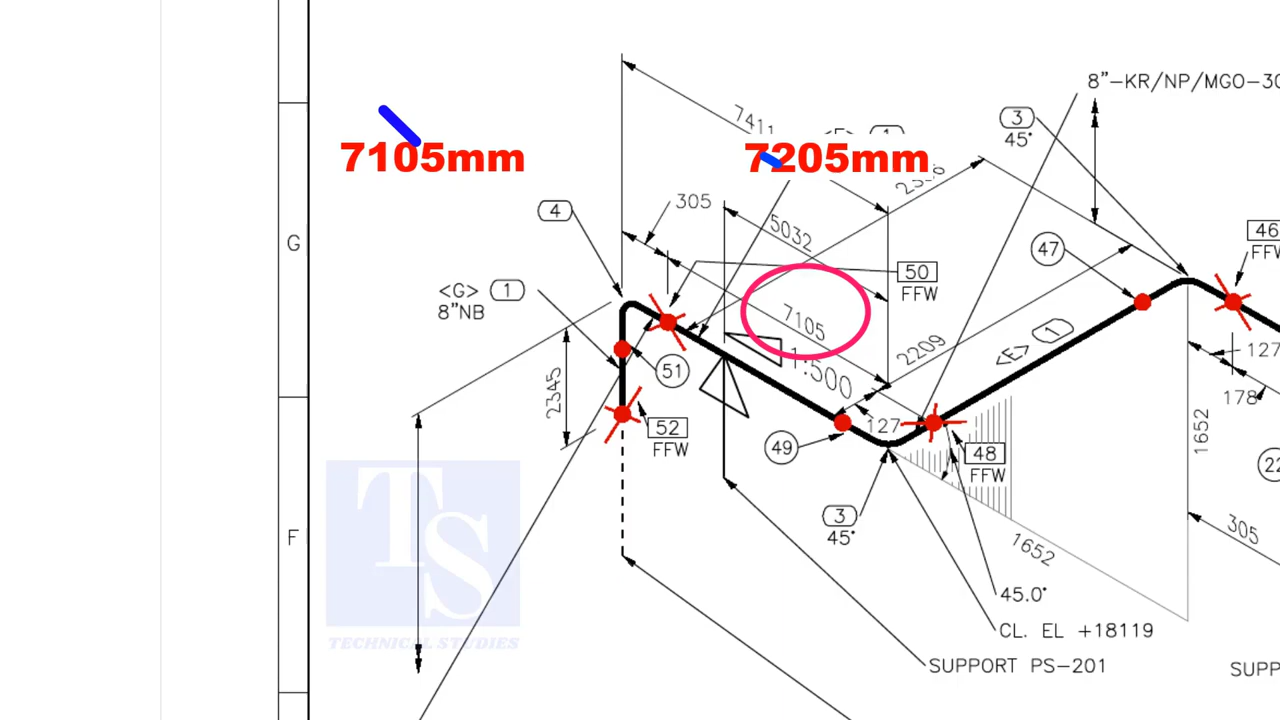 8"-KR/NP/MGO-30
7411
3
45°
7105mm
7205mm
305
4
5032
G
47
46
FFW
50
FFW
<G> 1
8"NB
7105
2209
<E> 1
1:500
127
51
2345
178
52
FFW
127
49
48
FFW
1652
22
3
45°
F
305
1652
45.0°
CL. EL +18119
TS
TECHNICAL STUDIES
SUPPORT PS-201
SUPP